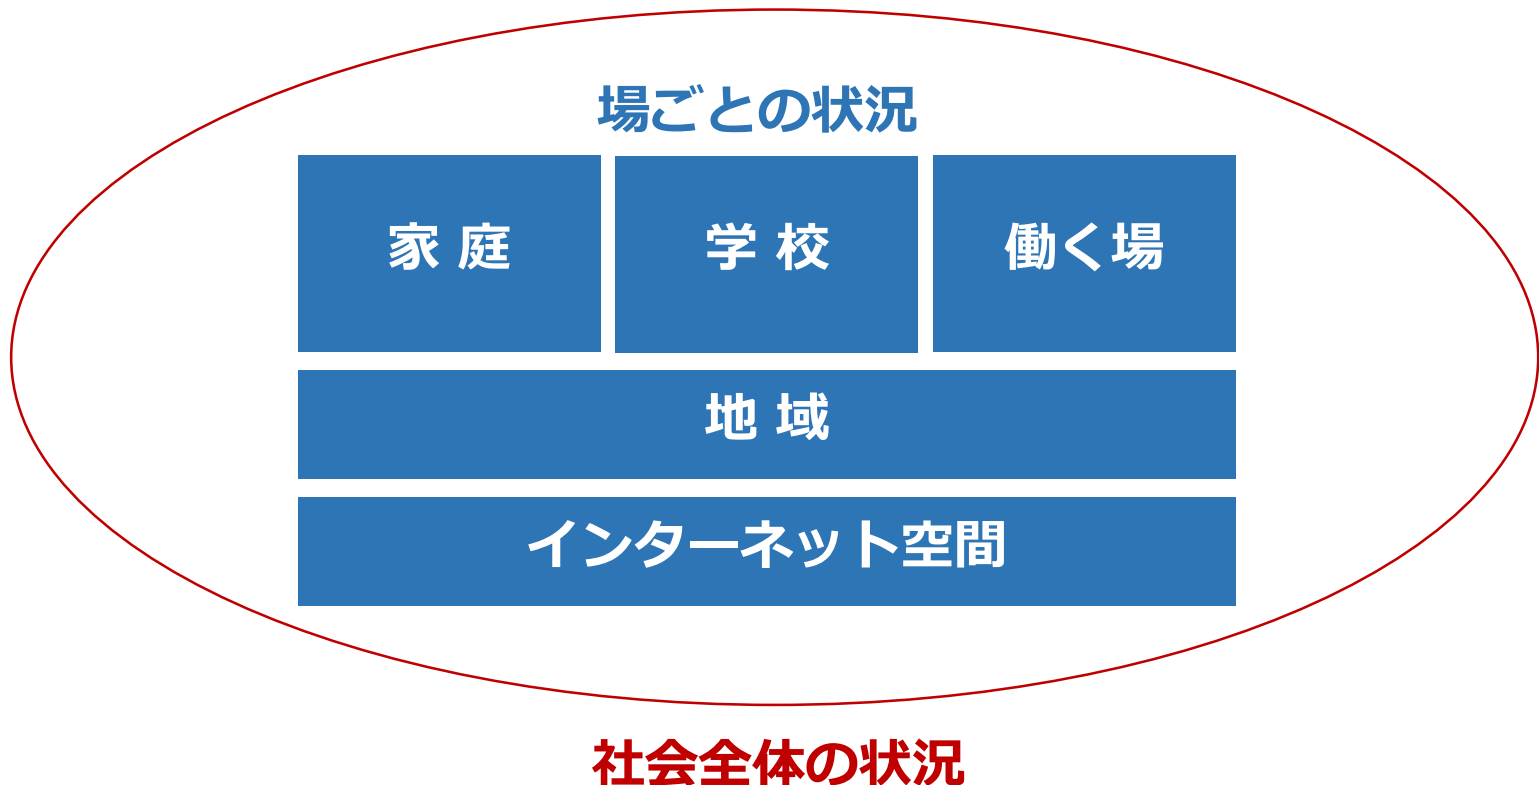 場ごとの状況
家 庭
学 校
働く場
地 域
インターネット空間
社会全体の状況